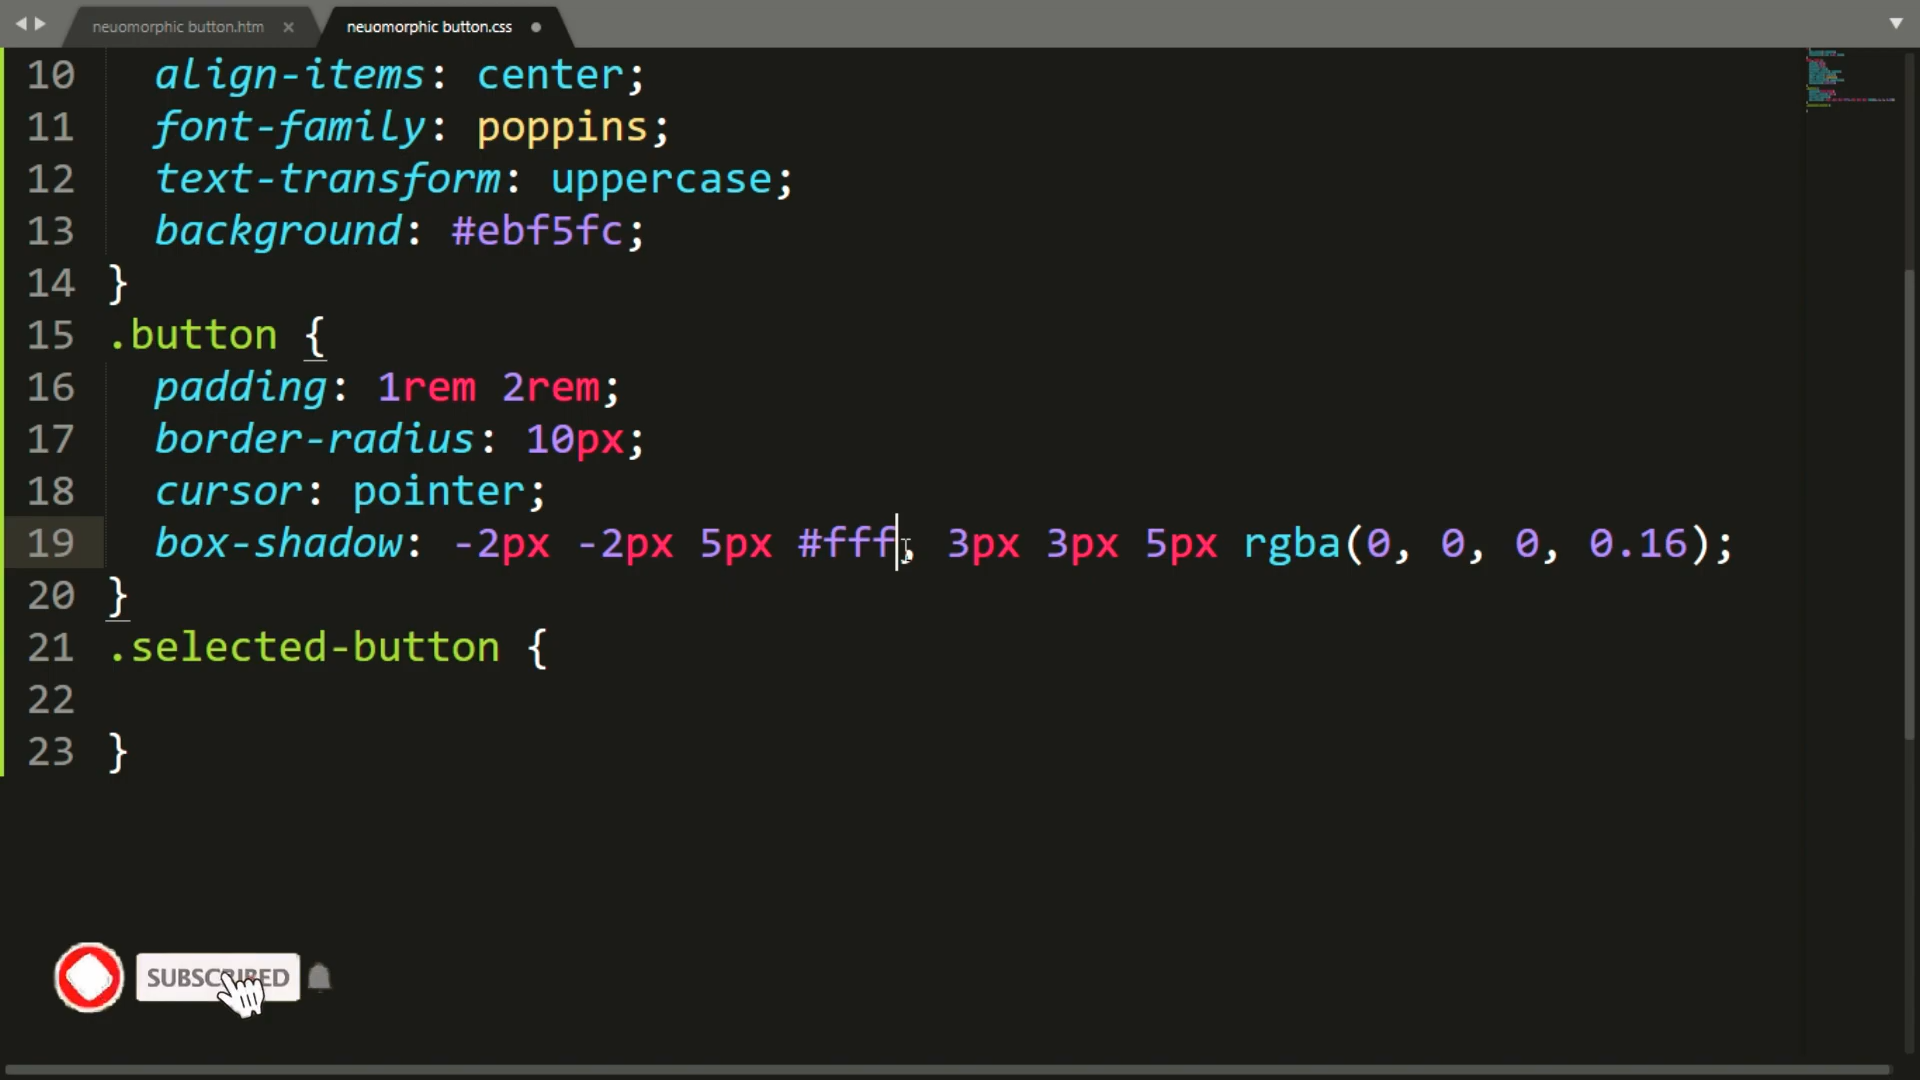 neuomorphic button.htm
neuomorphic button.css
10 align-items: center;
11 font-family: poppins;
12 text-transform: uppercase;
13 background: #ebf5fc;
14 }
15 .button {
16 padding: 1rem 2rem;
17 border-radius: 10px;
18 cursor: pointer;
19 box-shadow: -2px -2px 5px #fff, 3px 3px 5px rgba(0, 0, 0, 0.16);
20 }
21 .selected-button {
22
23 }
SUBSCRIBED